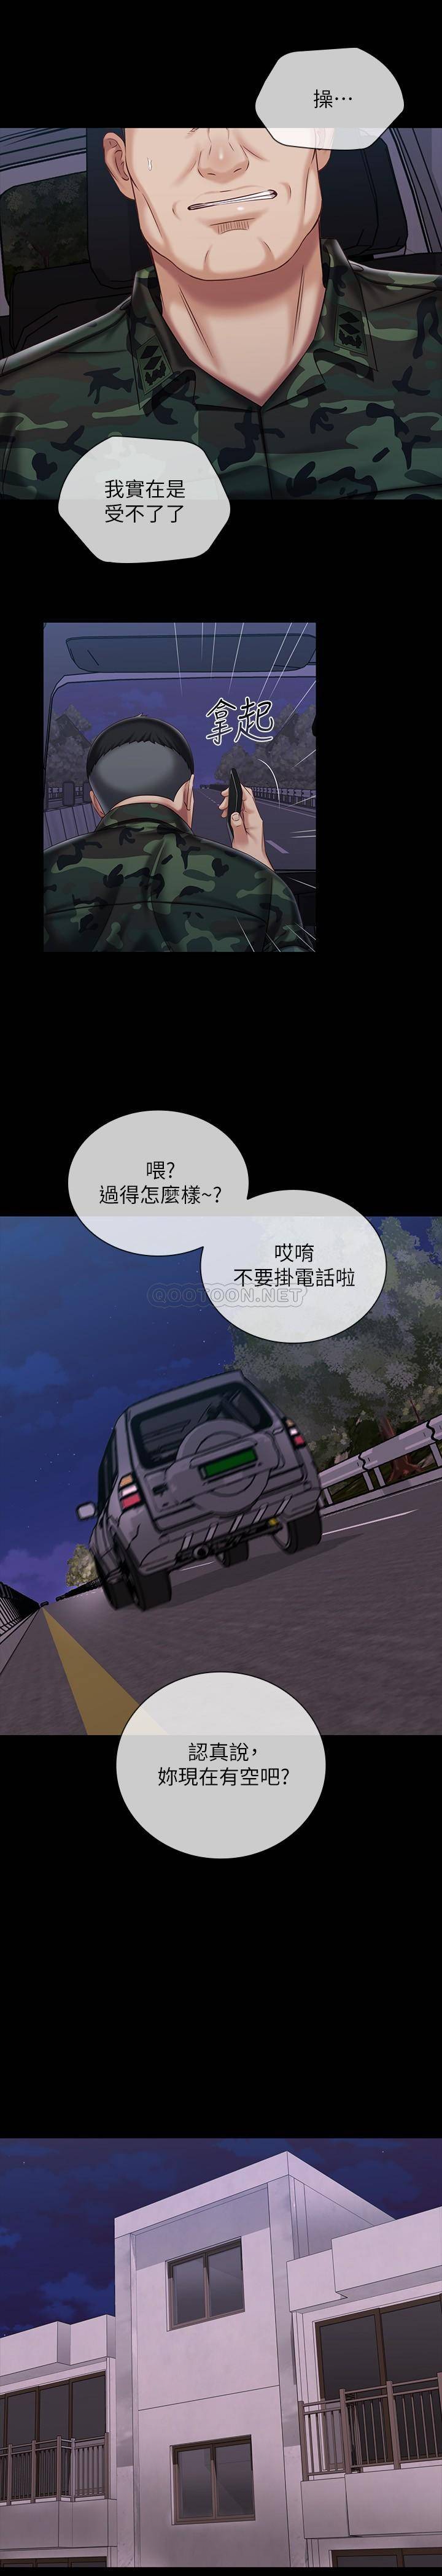 操⋯
我實在是
受不了了
拿起
喂?
過得怎麼樣~?
哎唷
不要掛電話啦
QOOTOON.NET
認真說，
妳現在有空吧?